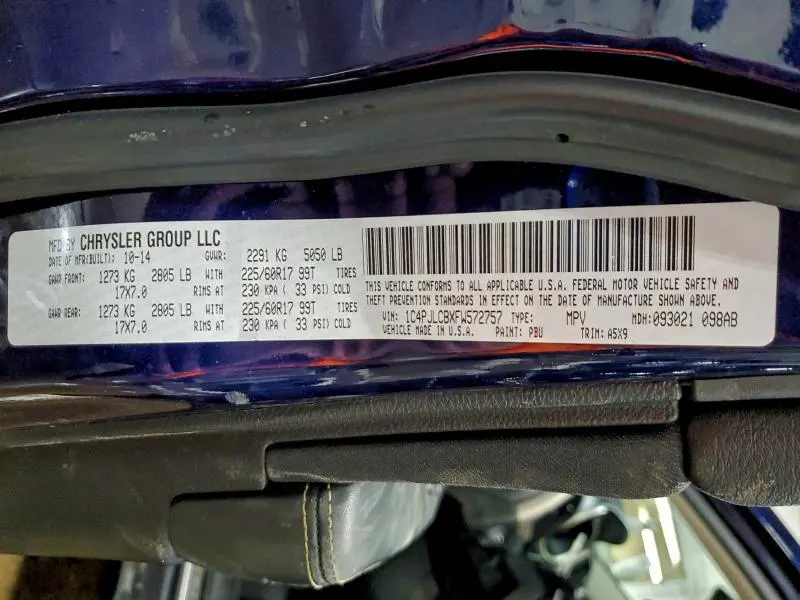 MFD BY CHRYSLER GROUP LLC
DATE OF MFR(BUILT): 10-14 GVWR: 2291 KG 5050 LB
GAWR FRONT: 1273 KG 2805 LB WITH 225/60R17 99T TIRES
17X7.0 RIMS AT 230 KPA ( 33 PSI) COLD
GAWR REAR: 1273 KG 2805 LB WITH 225/60R17 99T TIRES
17X7.0 RIMS AT 230 KPA ( 33 PSI) COLD
THIS VEHICLE CONFORMS TO ALL APPLICABLE U.S.A. FEDERAL MOTOR VEHICLE SAFETY AND
THEFT PREVENTION STANDARDS IN EFFECT ON THE DATE OF MANUFACTURE SHOWN ABOVE.
VIN: 1C4PJLCBXFW572757 TYPE: MPV MDH: 093021 098AB
VEHICLE MADE IN U.S.A. PAINT: PBU TRIM: A5X9